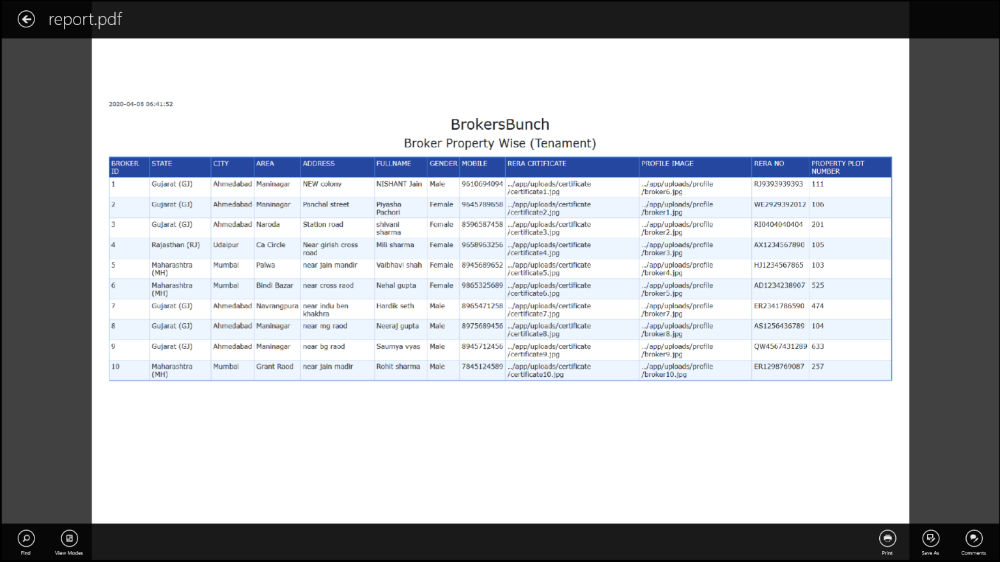 report.pdf
2020-04-08 06:41:52
BrokersBunch
Broker Property Wise (Tenament)
BROKER ID STATE CITY AREA ADDRESS FULLNAME GENDER MOBILE RERA CRTIFICATE PROFILE IMAGE RERA NO PROPERTY PLOT NUMBER
1 Gujarat (GJ) Ahmedabad Maninagar NEW colony NISHANT Jain Male 9610694094 ../app/uploads/certificate /certificate1.jpg ../app/uploads/profile /broker6.jpg RJ9393939393 111
2 Gujarat (GJ) Ahmedabad Maninagar Panchal street Piyasha Pachori Female 9645789658 ../app/uploads/certificate /certificate2.jpg ../app/uploads/profile /broker1.jpg WE2929392012 106
3 Gujarat (GJ) Ahmedabad Naroda Station road shivani sharma Female 8596587458 ../app/uploads/certificate /certificate3.jpg ../app/uploads/profile /broker2.jpg RI0404040404 201
4 Rajasthan (RJ) Udaipur Ca Circle Near girish cross road Mili sharma Female 9658963256 ../app/uploads/certificate /certificate4.jpg ../app/uploads/profile /broker3.jpg AX1234567890 105
5 Maharashtra (MH) Mumbai Palwa near jain mandir Vaibhavi shah Female 8945689652 ../app/uploads/certificate /certificate5.jpg ../app/uploads/profile /broker4.jpg HJ1234567865 103
6 Maharashtra (MH) Mumbai Bindi Bazar near cross raod Nehal gupta Female 9865325689 ../app/uploads/certificate /certificate6.jpg ../app/uploads/profile /broker5.jpg AD1234238907 525
7 Gujarat (GJ) Ahmedabad Navrangpura near indu ben khakhra Hardik seth Male 8965471258 ../app/uploads/certificate /certificate7.jpg ../app/uploads/profile /broker7.jpg ER2341786590 474
8 Gujarat (GJ) Ahmedabad Maninagar near mg raod Neeraj gupta Male 8975689456 ../app/uploads/certificate /certificate8.jpg ../app/uploads/profile /broker8.jpg AS1256436789 104
9 Gujarat (GJ) Ahmedabad Maninagar near bg raod Saumya vyas Male 8945712456 ../app/uploads/certificate /certificate9.jpg ../app/uploads/profile /broker9.jpg QW4567431289 633
10 Maharashtra (MH) Mumbai Grant Raod near jain madir Rohit sharma Male 7845124589 ../app/uploads/certificate /certificate10.jpg ../app/uploads/profile /broker10.jpg ER1298769087 257
Find View Modes Print Save As Comments